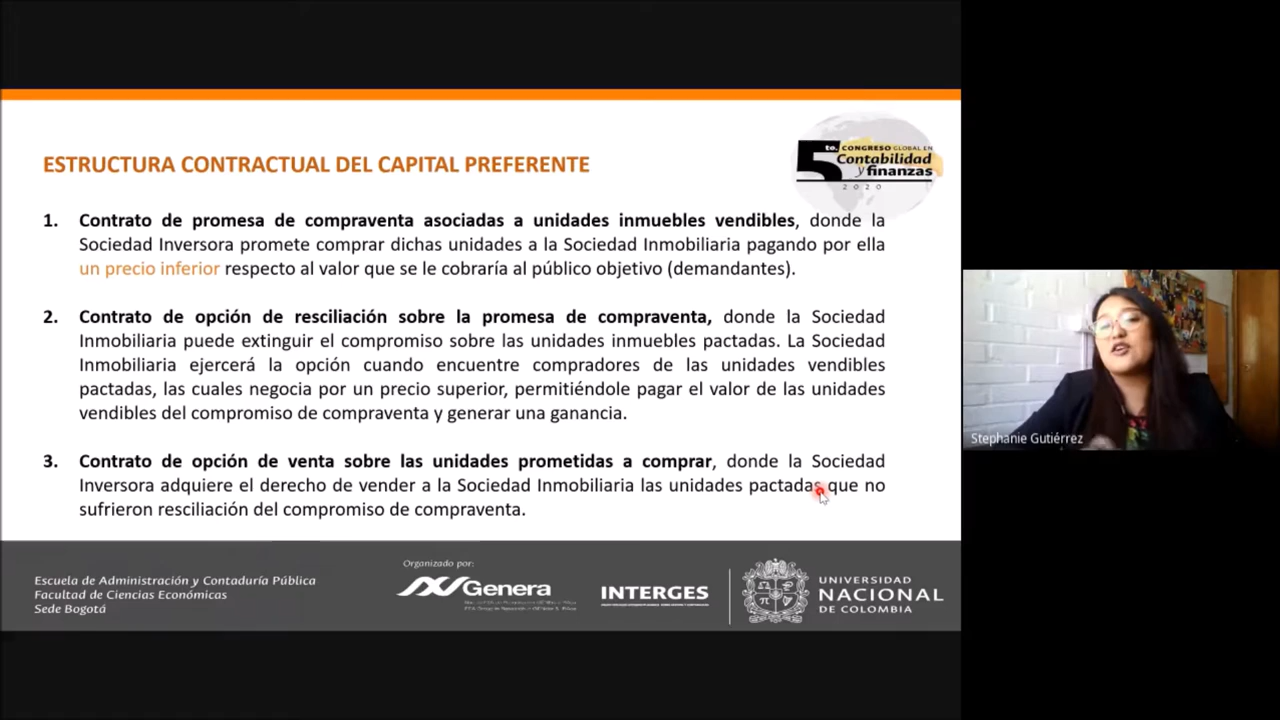 ESTRUCTURA CONTRACTUAL DEL CAPITAL PREFERENTE
5to. CONGRESO GLOBAL EN
Contabilidad
y finanzas
2020
1. Contrato de promesa de compraventa asociadas a unidades inmuebles vendibles, donde la
Sociedad Inversora promete comprar dichas unidades a la Sociedad Inmobiliaria pagando por ella
un precio inferior respecto al valor que se le cobraría al público objetivo (demandantes).
2. Contrato de opción de resciliación sobre la promesa de compraventa, donde la Sociedad
Inmobiliaria puede extinguir el compromiso sobre las unidades inmuebles pactadas. La Sociedad
Inmobiliaria ejercerá la opción cuando encuentre compradores de las unidades vendibles
pactadas, las cuales negocia por un precio superior, permitiéndole pagar el valor de las unidades
vendibles del compromiso de compraventa y generar una ganancia.
3. Contrato de opción de venta sobre las unidades prometidas a comprar, donde la Sociedad
Inversora adquiere el derecho de vender a la Sociedad Inmobiliaria las unidades pactadas que no
sufrieron resciliación del compromiso de compraventa.
Stephanie Gutiérrez
Escuela de Administración y Contaduría Pública
Facultad de Ciencias Económicas
Sede Bogotá
Organizado por:
Genera
INTERGES
UNIVERSIDAD
NACIONAL
DE COLOMBIA